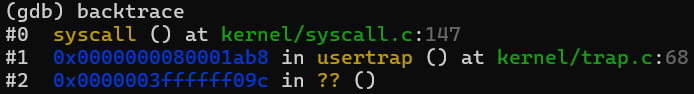 (gdb) backtrace
#0  syscall () at kernel/syscall.c:147
#1  0x0000000080001ab8 in usertrap () at kernel/trap.c:68
#2  0x0000003ffffff09c in ?? ()